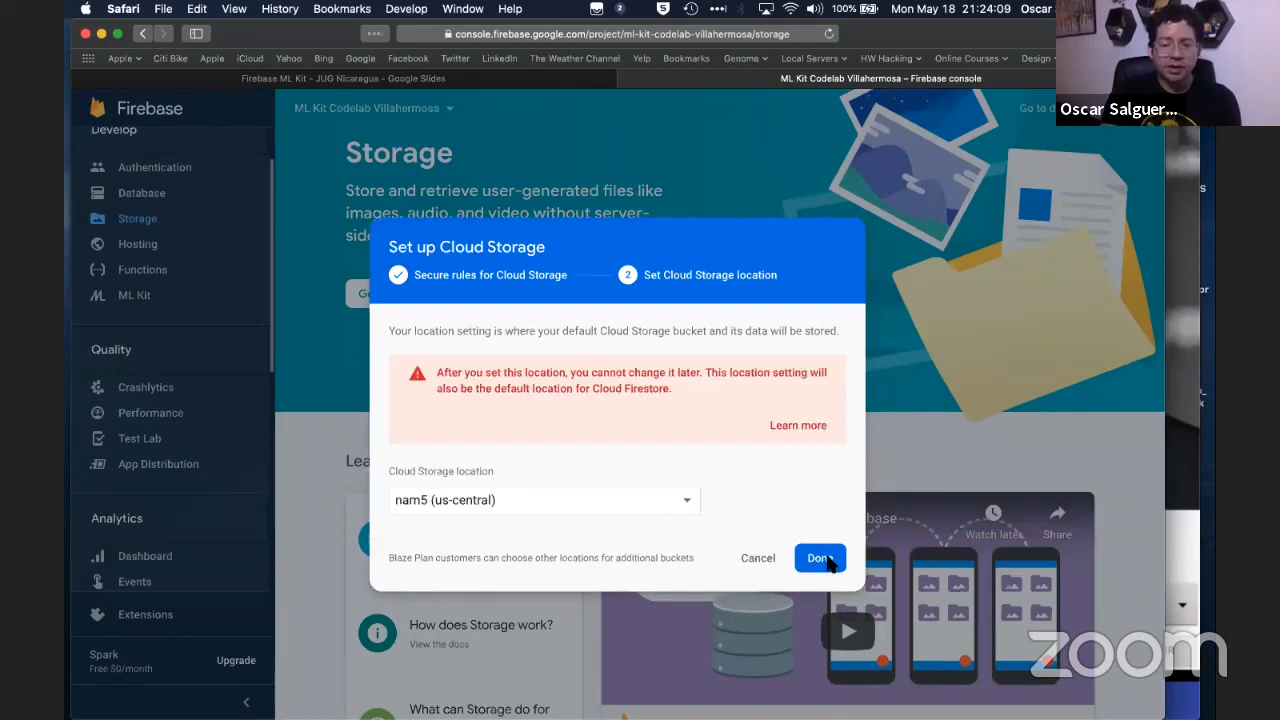 Safari File Edit View History Bookmarks Develop Window Help 2 S 100% Mon May 18 21:24:09 Oscar
console.firebase.google.com/project/ml-kit-codelab-villahermosa/storage
Apple Citi Bike Apple iCloud Yahoo Bing Google Facebook Twitter LinkedIn The Weather Channel Yelp Bookmarks Genome Local Servers HW Hacking Online Courses Design
Firebase ML Kit - JUG Nicaragua - Google Slides
ML Kit Codelab Villahermosa – Firebase console
Oscar Salguer...
Firebase
Develop
Authentication
Database
Storage
Hosting
Functions
ML Kit
Quality
Crashlytics
Performance
Test Lab
App Distribution
Analytics
Dashboard
Events
Extensions
Spark
Free $0/month
Upgrade
ML Kit Codelab Villahermosa
Go to d
Storage
Store and retrieve user-generated files like
images, audio, and video without server-
sid
Ge
Set up Cloud Storage
Secure rules for Cloud Storage
2 Set Cloud Storage location
Your location setting is where your default Cloud Storage bucket and its data will be stored.
After you set this location, you cannot change it later. This location setting will
also be the default location for Cloud Firestore.
Learn more
Cloud Storage location
nam5 (us-central)
Blaze Plan customers can choose other locations for additional buckets
Cancel
Done
Lea
base
Watch later
Share
How does Storage work?
View the docs
What can Storage do for
zoom